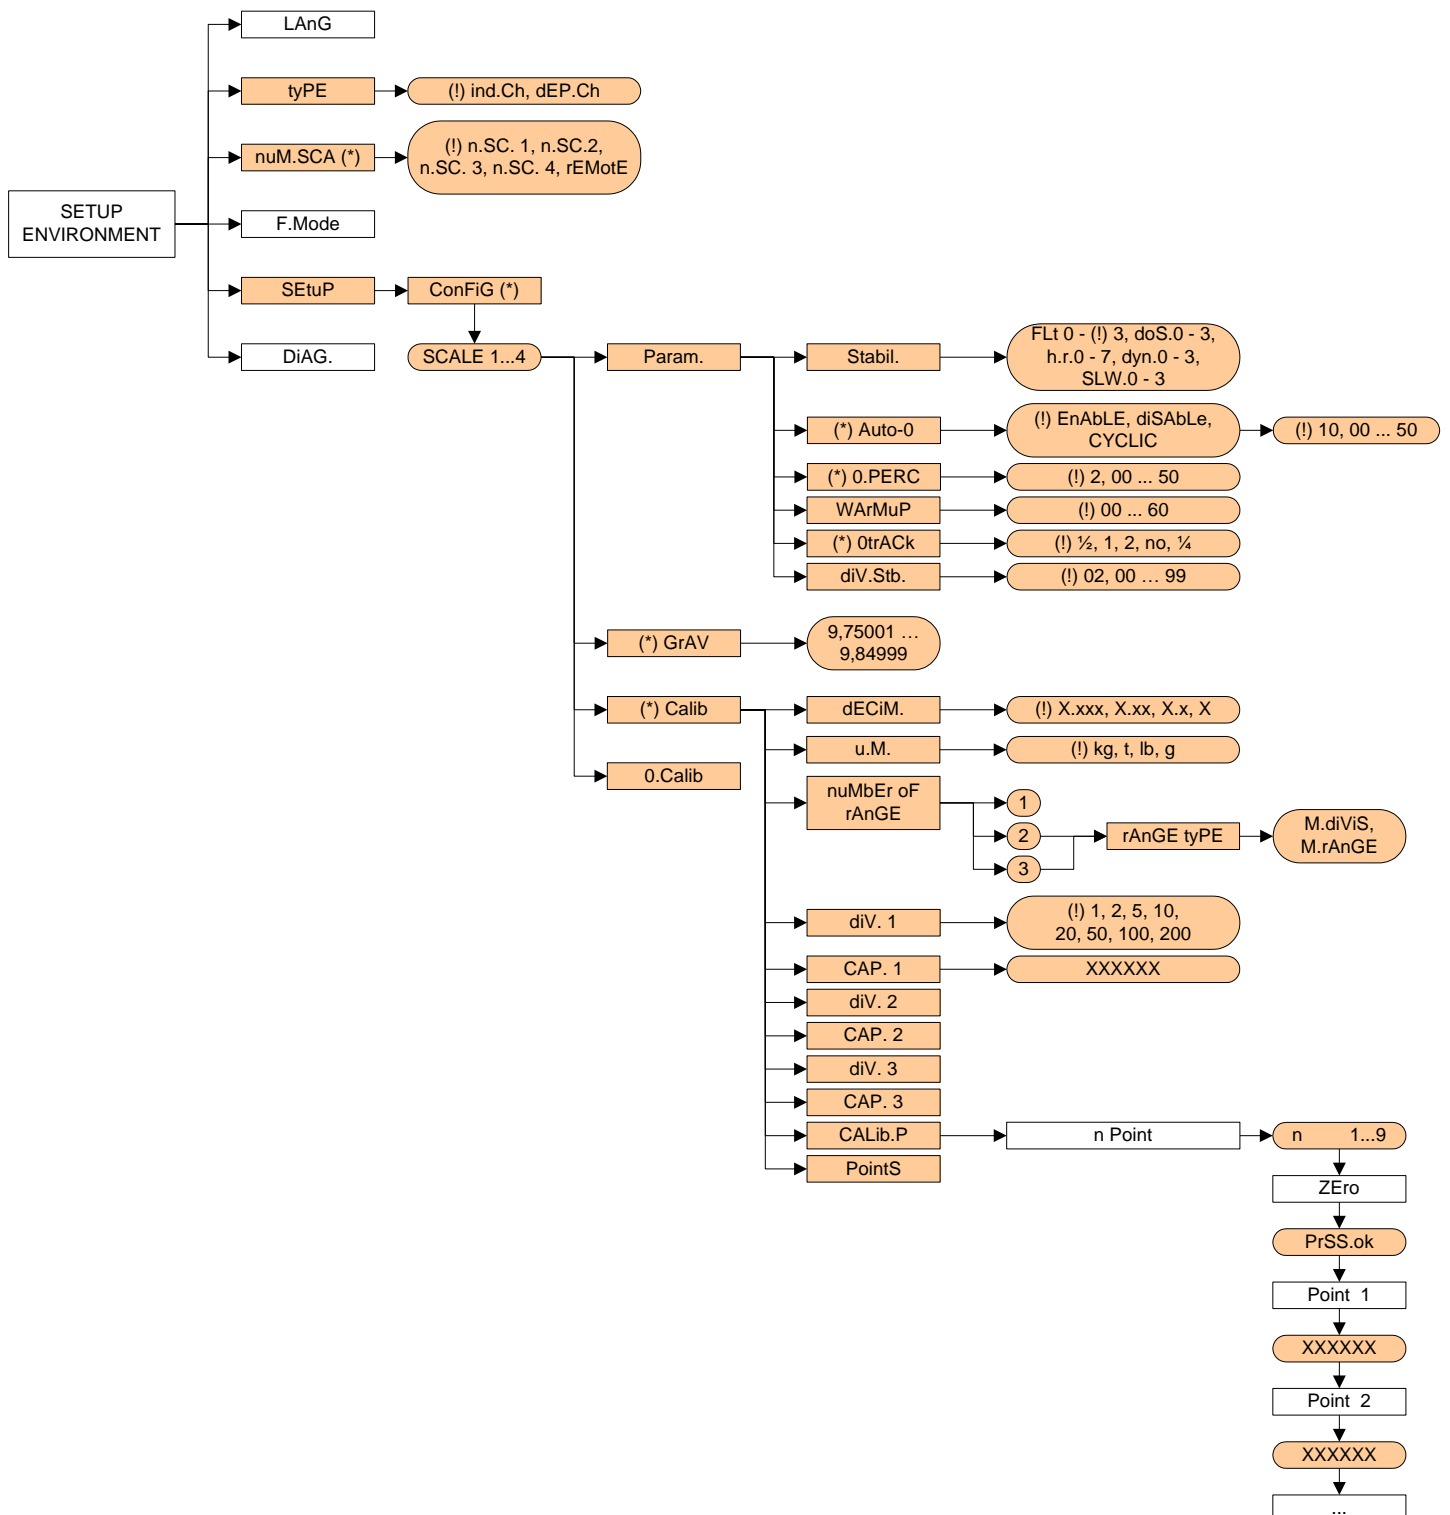 LAnG
tyPE
(!) ind.Ch, dEP.Ch
nuM.SCA (*)
(!) n.SC. 1, n.SC.2,
n.SC. 3, n.SC. 4, rEMotE
SETUP
ENVIRONMENT
F.Mode
SEtuP
ConFiG (*)
DiAG.
SCALE 1...4
Param.
Stabil.
FLt 0 - (!) 3, doS.0 - 3,
h.r.0 - 7, dyn.0 - 3,
SLW.0 - 3
(*) Auto-0
(!) EnAbLE, diSAbLe,
CYCLIC
(!) 10, 00 ... 50
(*) 0.PERC
(!) 2, 00 ... 50
WArMuP
(!) 00 ... 60
(*) 0trACk
(!) ½, 1, 2, no, ¼
diV.Stb.
(!) 02, 00 … 99
(*) GrAV
9,75001 …
9,84999
(*) Calib
dECiM.
(!) X.xxx, X.xx, X.x, X
u.M.
(!) kg, t, lb, g
0.Calib
nuMbEr oF
rAnGE
1
2
3
rAnGE tyPE
M.diViS,
M.rAnGE
diV. 1
(!) 1, 2, 5, 10,
20, 50, 100, 200
CAP. 1
XXXXXX
diV. 2
CAP. 2
diV. 3
CAP. 3
CALib.P
n Point
n 1...9
PointS
ZEro
PrSS.ok
Point 1
XXXXXX
Point 2
XXXXXX
...